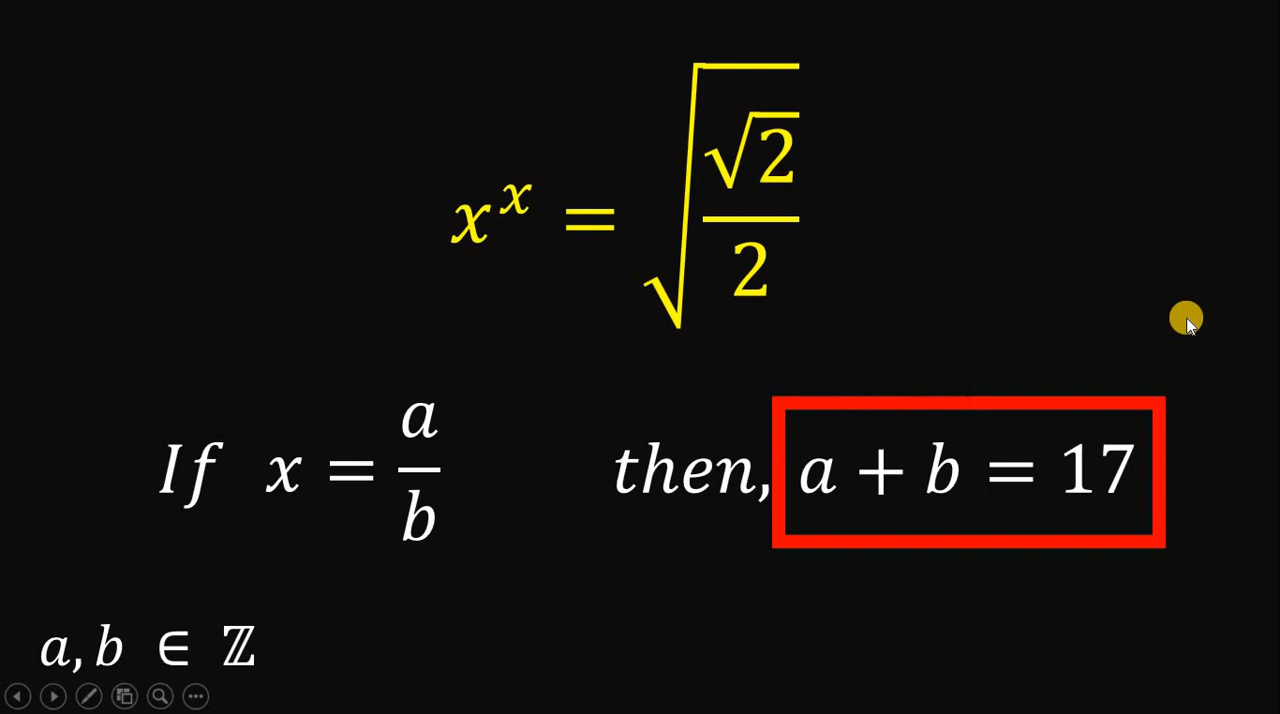 x^x = √(√2/2)
If x = a/b then, a + b = 17
a, b ∈ ℤ